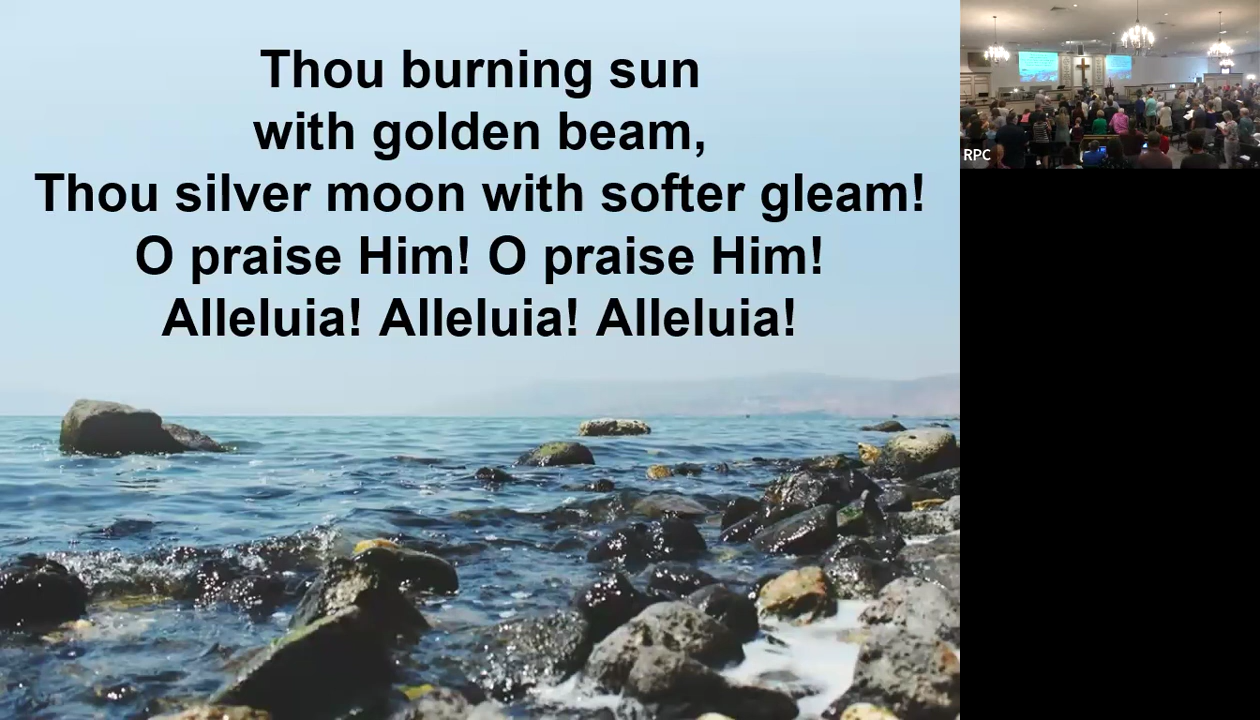 Thou burning sun
with golden beam,
Thou silver moon with softer gleam!
O praise Him! O praise Him!
Alleluia! Alleluia! Alleluia!
RPC